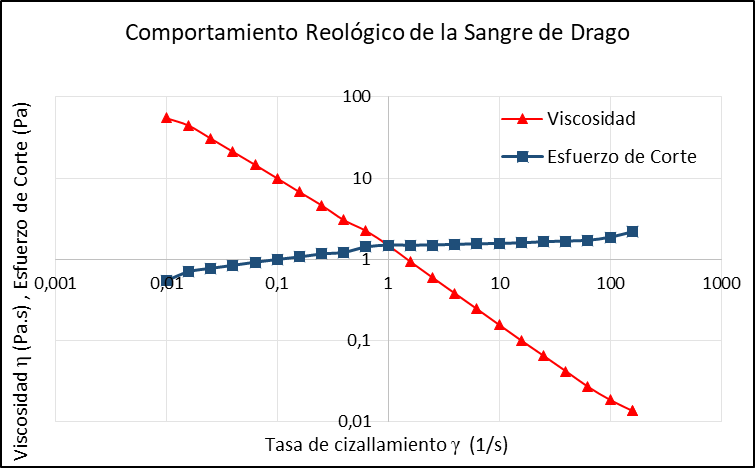 Comportamiento Reológico de la Sangre de Drago
Viscosidad η (Pa.s) , Esfuerzo de Corte (Pa)
100
10
1
0,1
0,01
0,001
0,01
0,1
1
10
100
1000
Viscosidad
Esfuerzo de Corte
Tasa de cizallamiento γ (1/s)